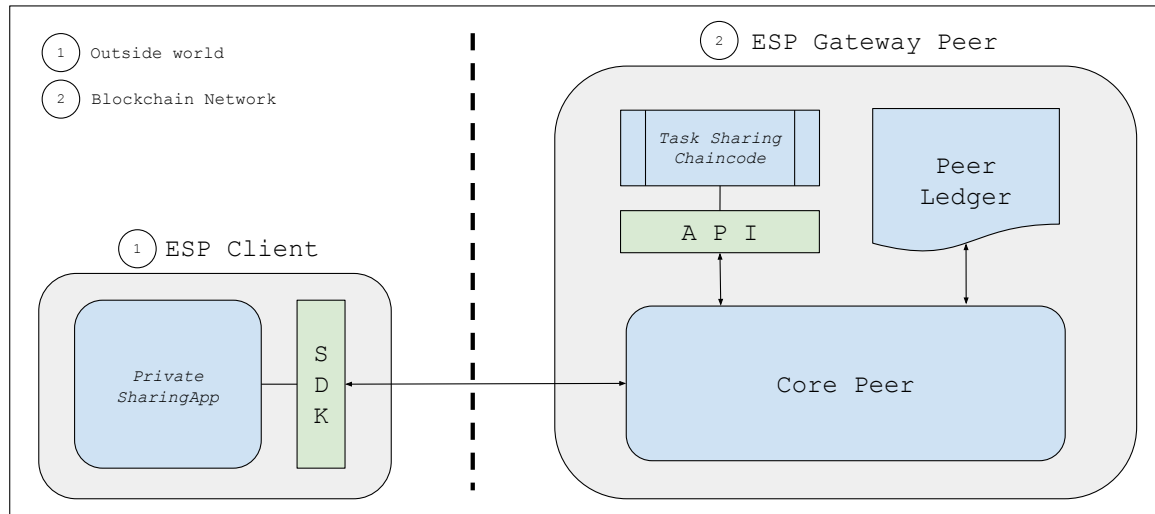 1 Outside world
2 Blockchain Network
2 ESP Gateway Peer
Task Sharing
Chaincode
Peer
Ledger
A P I
1 ESP Client
Private
SharingApp
S
D
K
Core Peer